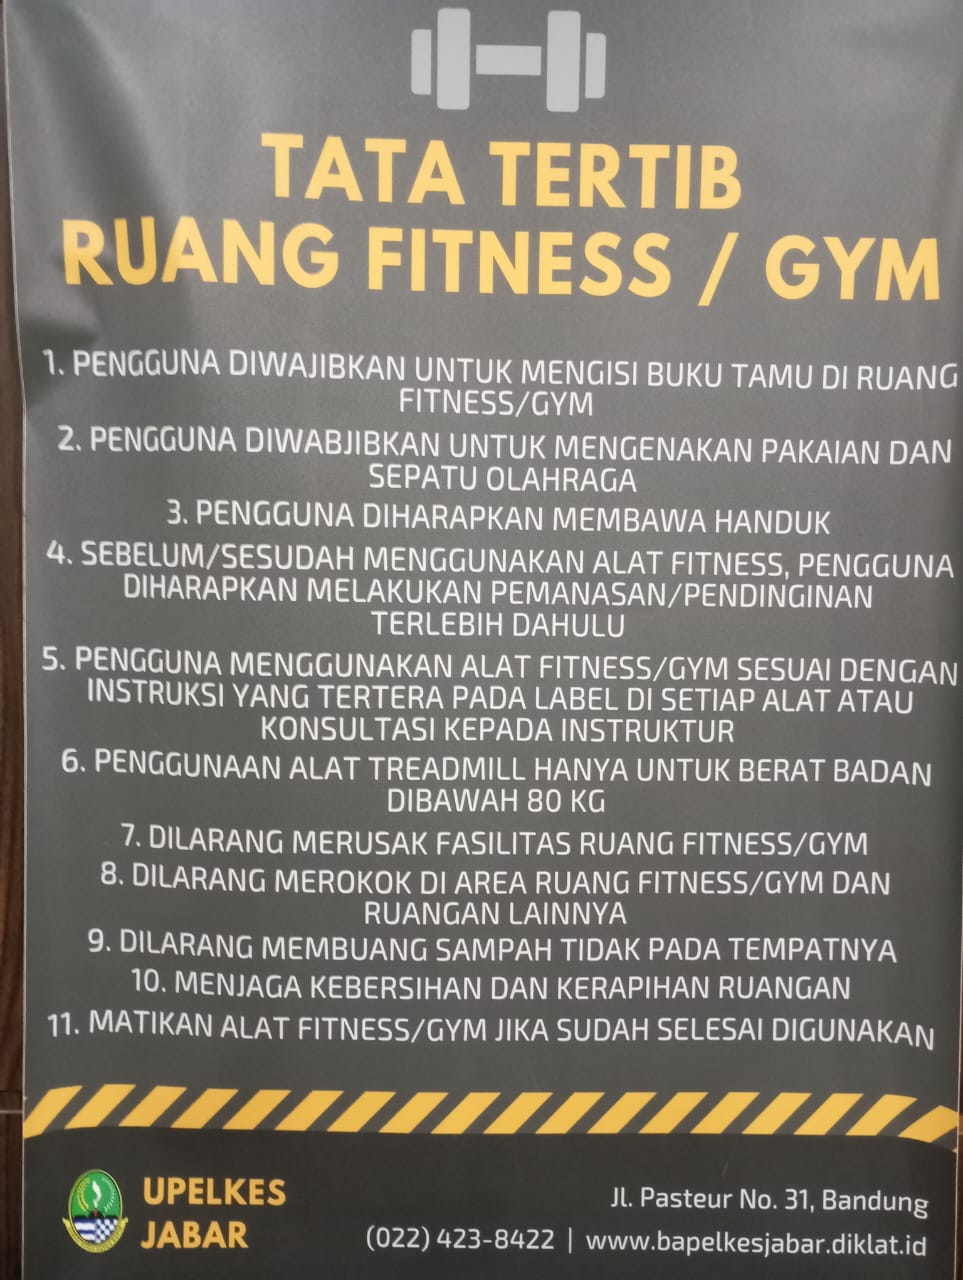 TATA TERTIB
RUANG FITNESS / GYM
1. PENGGUNA DIWAJIBKAN UNTUK MENGISI BUKU TAMU DI RUANG
FITNESS/GYM
2. PENGGUNA DIWABJIBKAN UNTUK MENGENAKAN PAKAIAN DAN
SEPATU OLAHRAGA
3. PENGGUNA DIHARAPKAN MEMBAWA HANDUK
4. SEBELUM/SESUDAH MENGGUNAKAN ALAT FITNESS, PENGGUNA
DIHARAPKAN MELAKUKAN PEMANASAN/PENDINGINAN
TERLEBIH DAHULU
5. PENGGUNA MENGGUNAKAN ALAT FITNESS/GYM SESUAI DENGAN
INSTRUKSI YANG TERTERA PADA LABEL DI SETIAP ALAT ATAU
KONSULTASI KEPADA INSTRUKTUR
6. PENGGUNAAN ALAT TREADMILL HANYA UNTUK BERAT BADAN
DIBAWAH 80 KG
7. DILARANG MERUSAK FASILITAS RUANG FITNESS/GYM
8. DILARANG MEROKOK DI AREA RUANG FITNESS/GYM DAN
RUANGAN LAINNYA
9. DILARANG MEMBUANG SAMPAH TIDAK PADA TEMPATNYA
10. MENJAGA KEBERSIHAN DAN KERAPIHAN RUANGAN
11. MATIKAN ALAT FITNESS/GYM JIKA SUDAH SELESAI DIGUNAKAN
UPELKES
JABAR
Jl. Pasteur No. 31, Bandung
(022) 423-8422 | www.bapelkesjabar.diklat.id